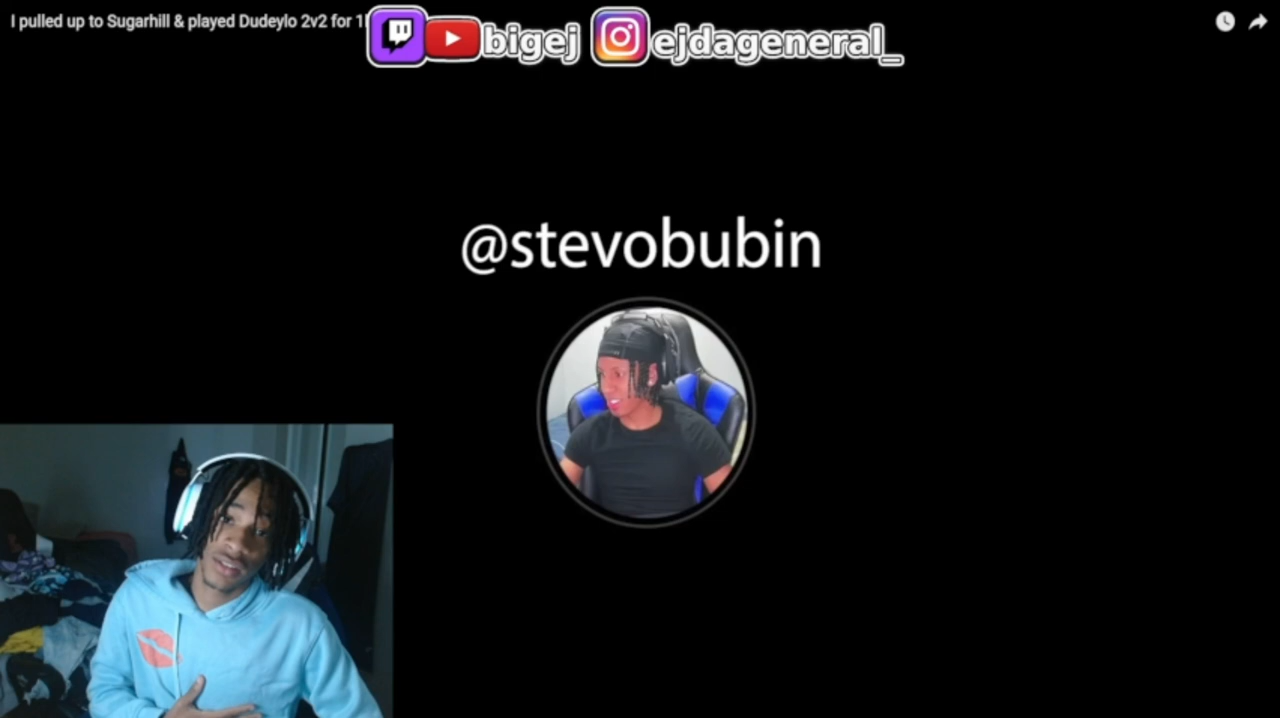 I pulled up to Sugarhill & played Dudeylo 2v2 for 1
bigej ejdageneral_
@stevobubin